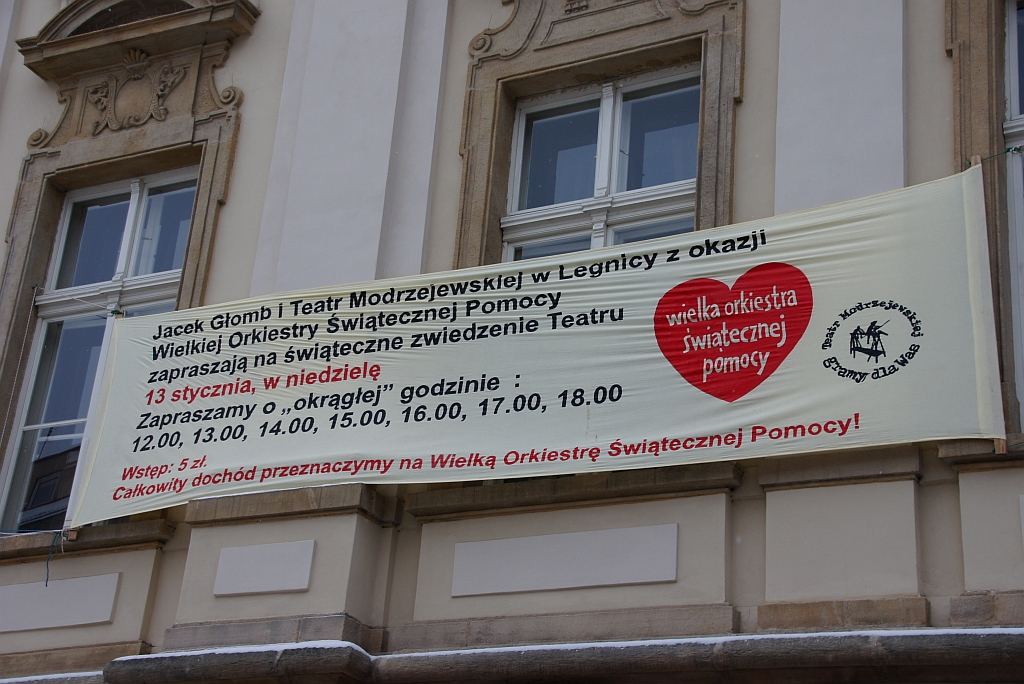 Jacek Głomb i Teatr Modrzejewskiej w Legnicy z okazji
Wielkiej Orkiestry Świątecznej Pomocy
zapraszają na świąteczne zwiedzenie Teatru
13 stycznia, w niedzielę
Zapraszamy o „okrągłej” godzinie :
12.00, 13.00, 14.00, 15.00, 16.00, 17.00, 18.00
Wstęp: 5 zł.
Całkowity dochód przeznaczymy na Wielką Orkiestrę Świątecznej Pomocy!
wielka orkiestra
świątecznej
pomocy
Teatr Modrzejewskiej
gramy dla Was